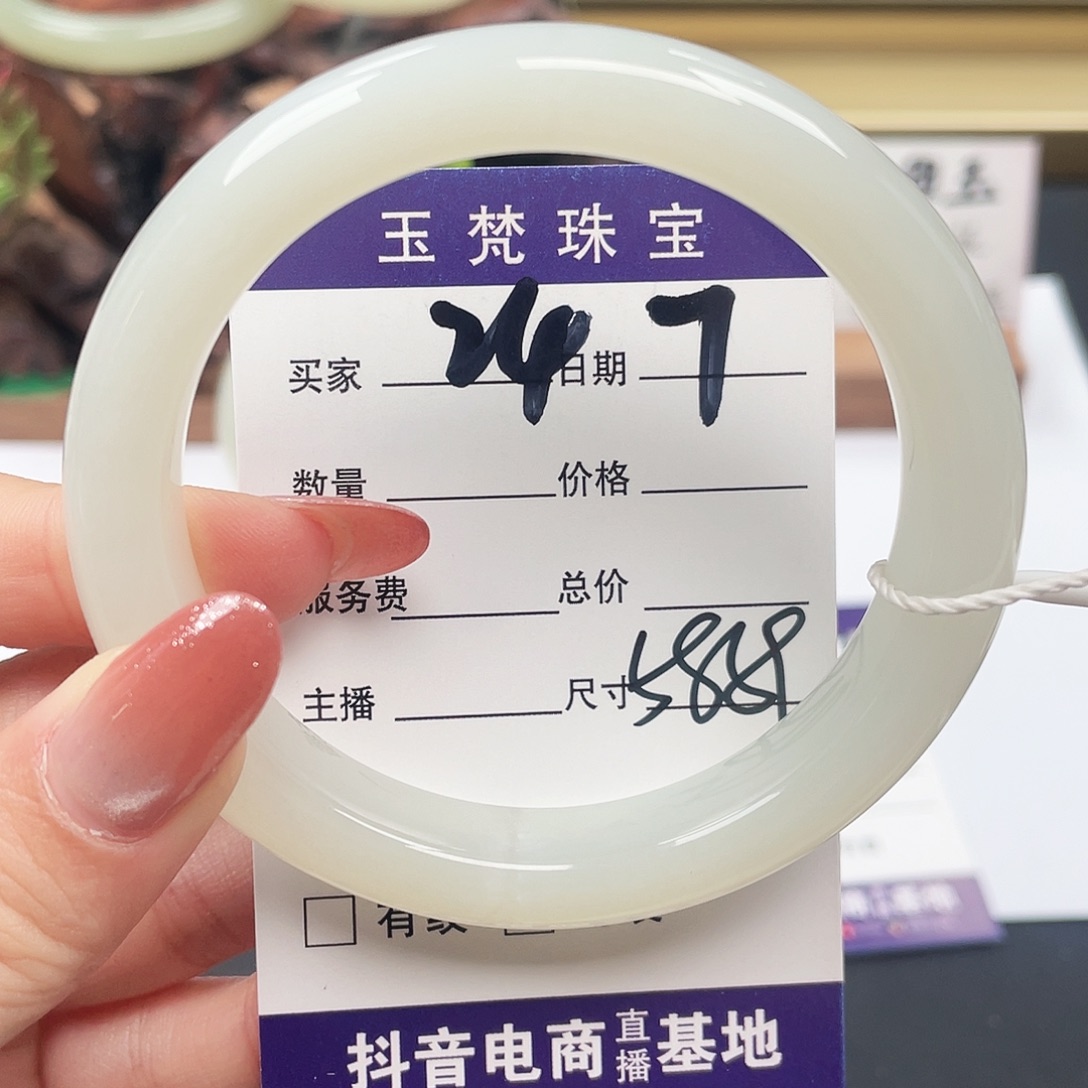 玉梵珠宝
买家 24 日期 7
数量 价格
服务费 总价
主播 尺寸
有续
抖音电商直播基地